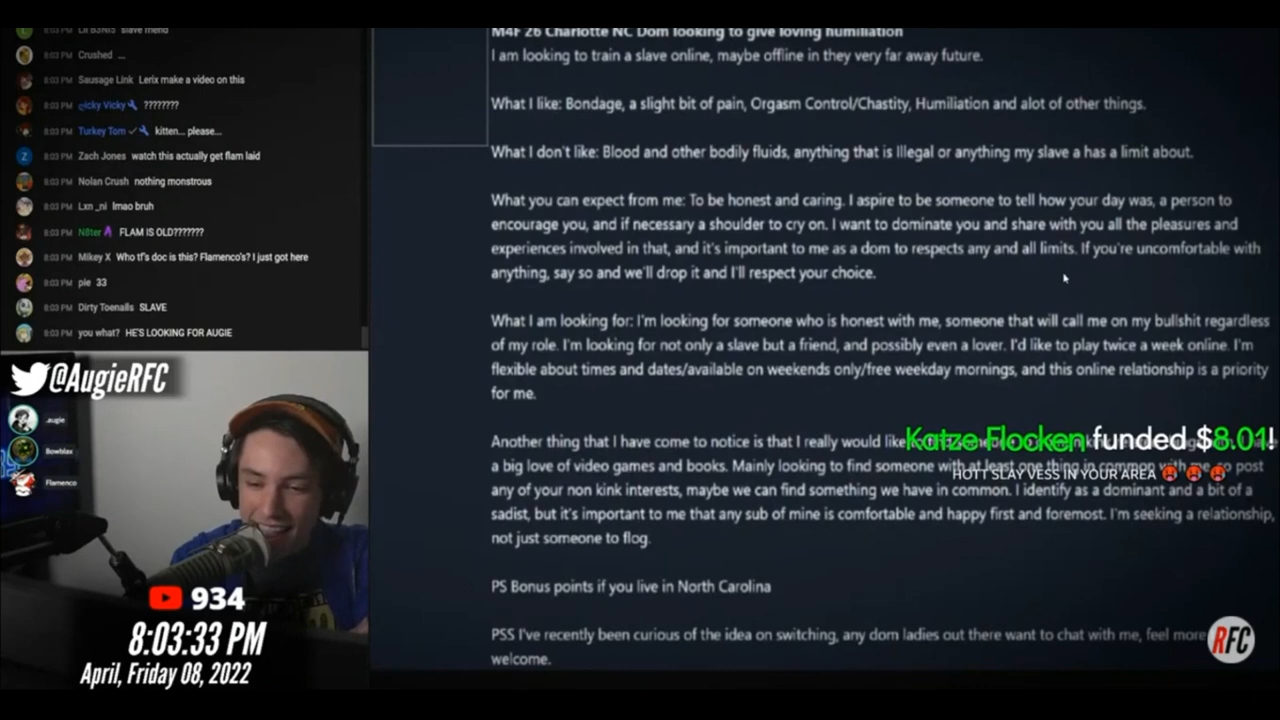 slave friend
8:03 PM Crushed ...
8:03 PM Sausage Link Lerix make a video on this
8:03 PM Icky Vicky ????????
8:03 PM Turkey Tom kitten... please...
8:03 PM Zach Jones watch this actually get flam laid
8:03 PM Nolan Crush nothing monstrous
8:03 PM Lxn _ni lmao bruh
8:03 PM N8ter FLAM IS OLD???????
8:03 PM Mikey X Who tf's doc is this? Flamenco's? I just got here
8:03 PM pie 33
8:03 PM Dirty Toenails SLAVE
8:03 PM you what? HE'S LOOKING FOR AUGIE
@AugieRFC
.augie
Bowblax
Flamenco
934
8:03:33 PM
April, Friday 08, 2022
M4F 26 Charlotte NC Dom looking to give loving humiliation
I am looking to train a slave online, maybe offline in they very far away future.
What I like: Bondage, a slight bit of pain, Orgasm Control/Chastity, Humiliation and alot of other things.
What I don't like: Blood and other bodily fluids, anything that is Illegal or anything my slave a has a limit about.
What you can expect from me: To be honest and caring. I aspire to be someone to tell how your day was, a person to
encourage you, and if necessary a shoulder to cry on. I want to dominate you and share with you all the pleasures and
experiences involved in that, and it's important to me as a dom to respects any and all limits. If you're uncomfortable with
anything, say so and we'll drop it and I'll respect your choice.
What I am looking for: I'm looking for someone who is honest with me, someone that will call me on my bullshit regardless
of my role. I'm looking for not only a slave but a friend, and possibly even a lover. I'd like to play twice a week online. I'm
flexible about times and dates/available on weekends only/free weekday mornings, and this online relationship is a priority
for me.
Another thing that I have come to notice is that I really would like
a big love of video games and books. Mainly looking to find someone with at least one thing in common with me, so post
any of your non kink interests, maybe we can find something we have in common. I identify as a dominant and a bit of a
sadist, but it's important to me that any sub of mine is comfortable and happy first and foremost. I'm seeking a relationship,
not just someone to flog.
PS Bonus points if you live in North Carolina
PSS I've recently been curious of the idea on switching, any dom ladies out there want to chat with me, feel more
welcome.
Katze Flocken funded $8.01!
HOTT SLAY VESS IN YOUR AREA
RFC